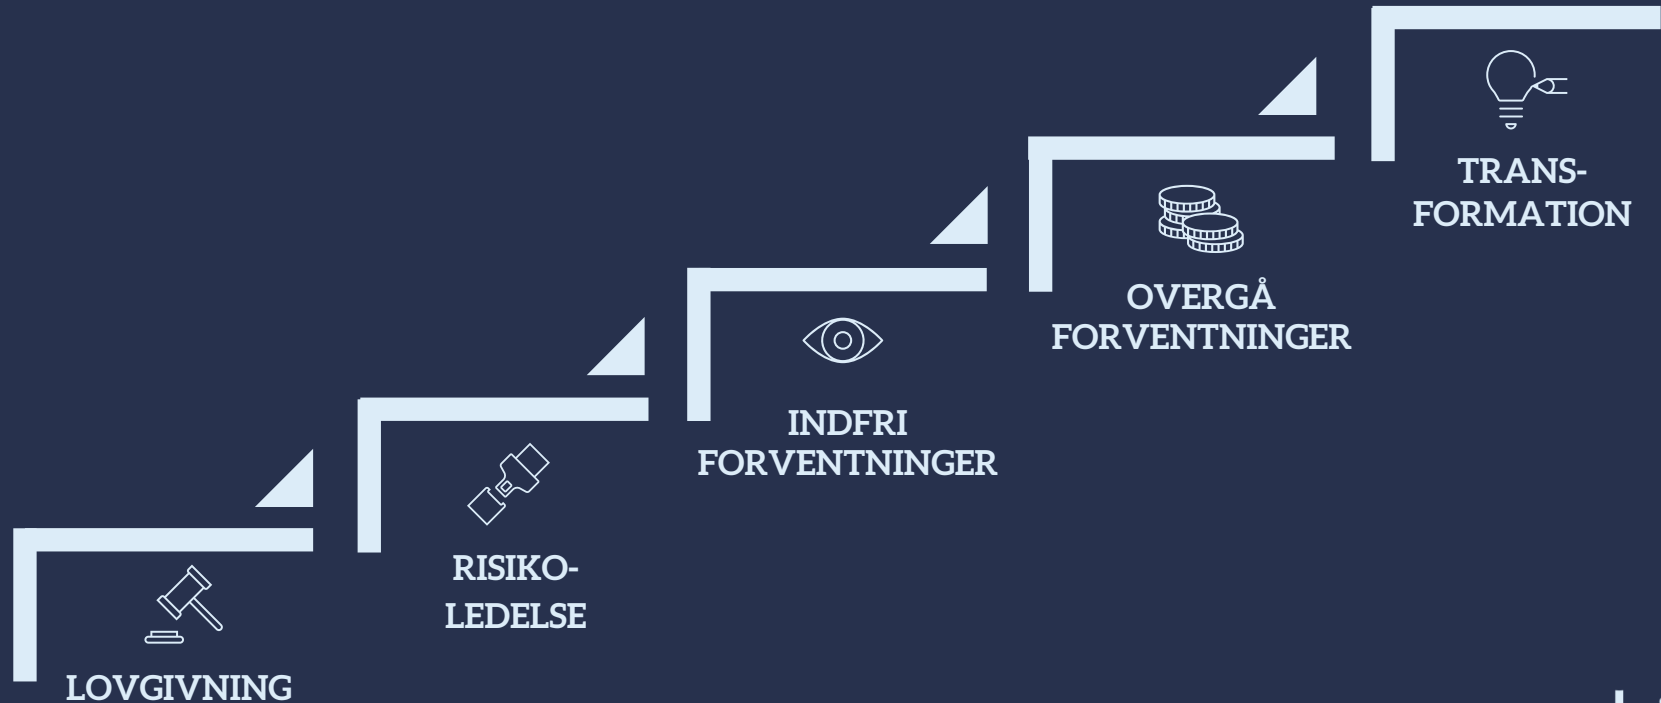 LOVGIVNING
RISIKO-
LEDELSE
INDFRI
FORVENTNINGER
OVERGÅ
FORVENTNINGER
TRANS-
FORMATION